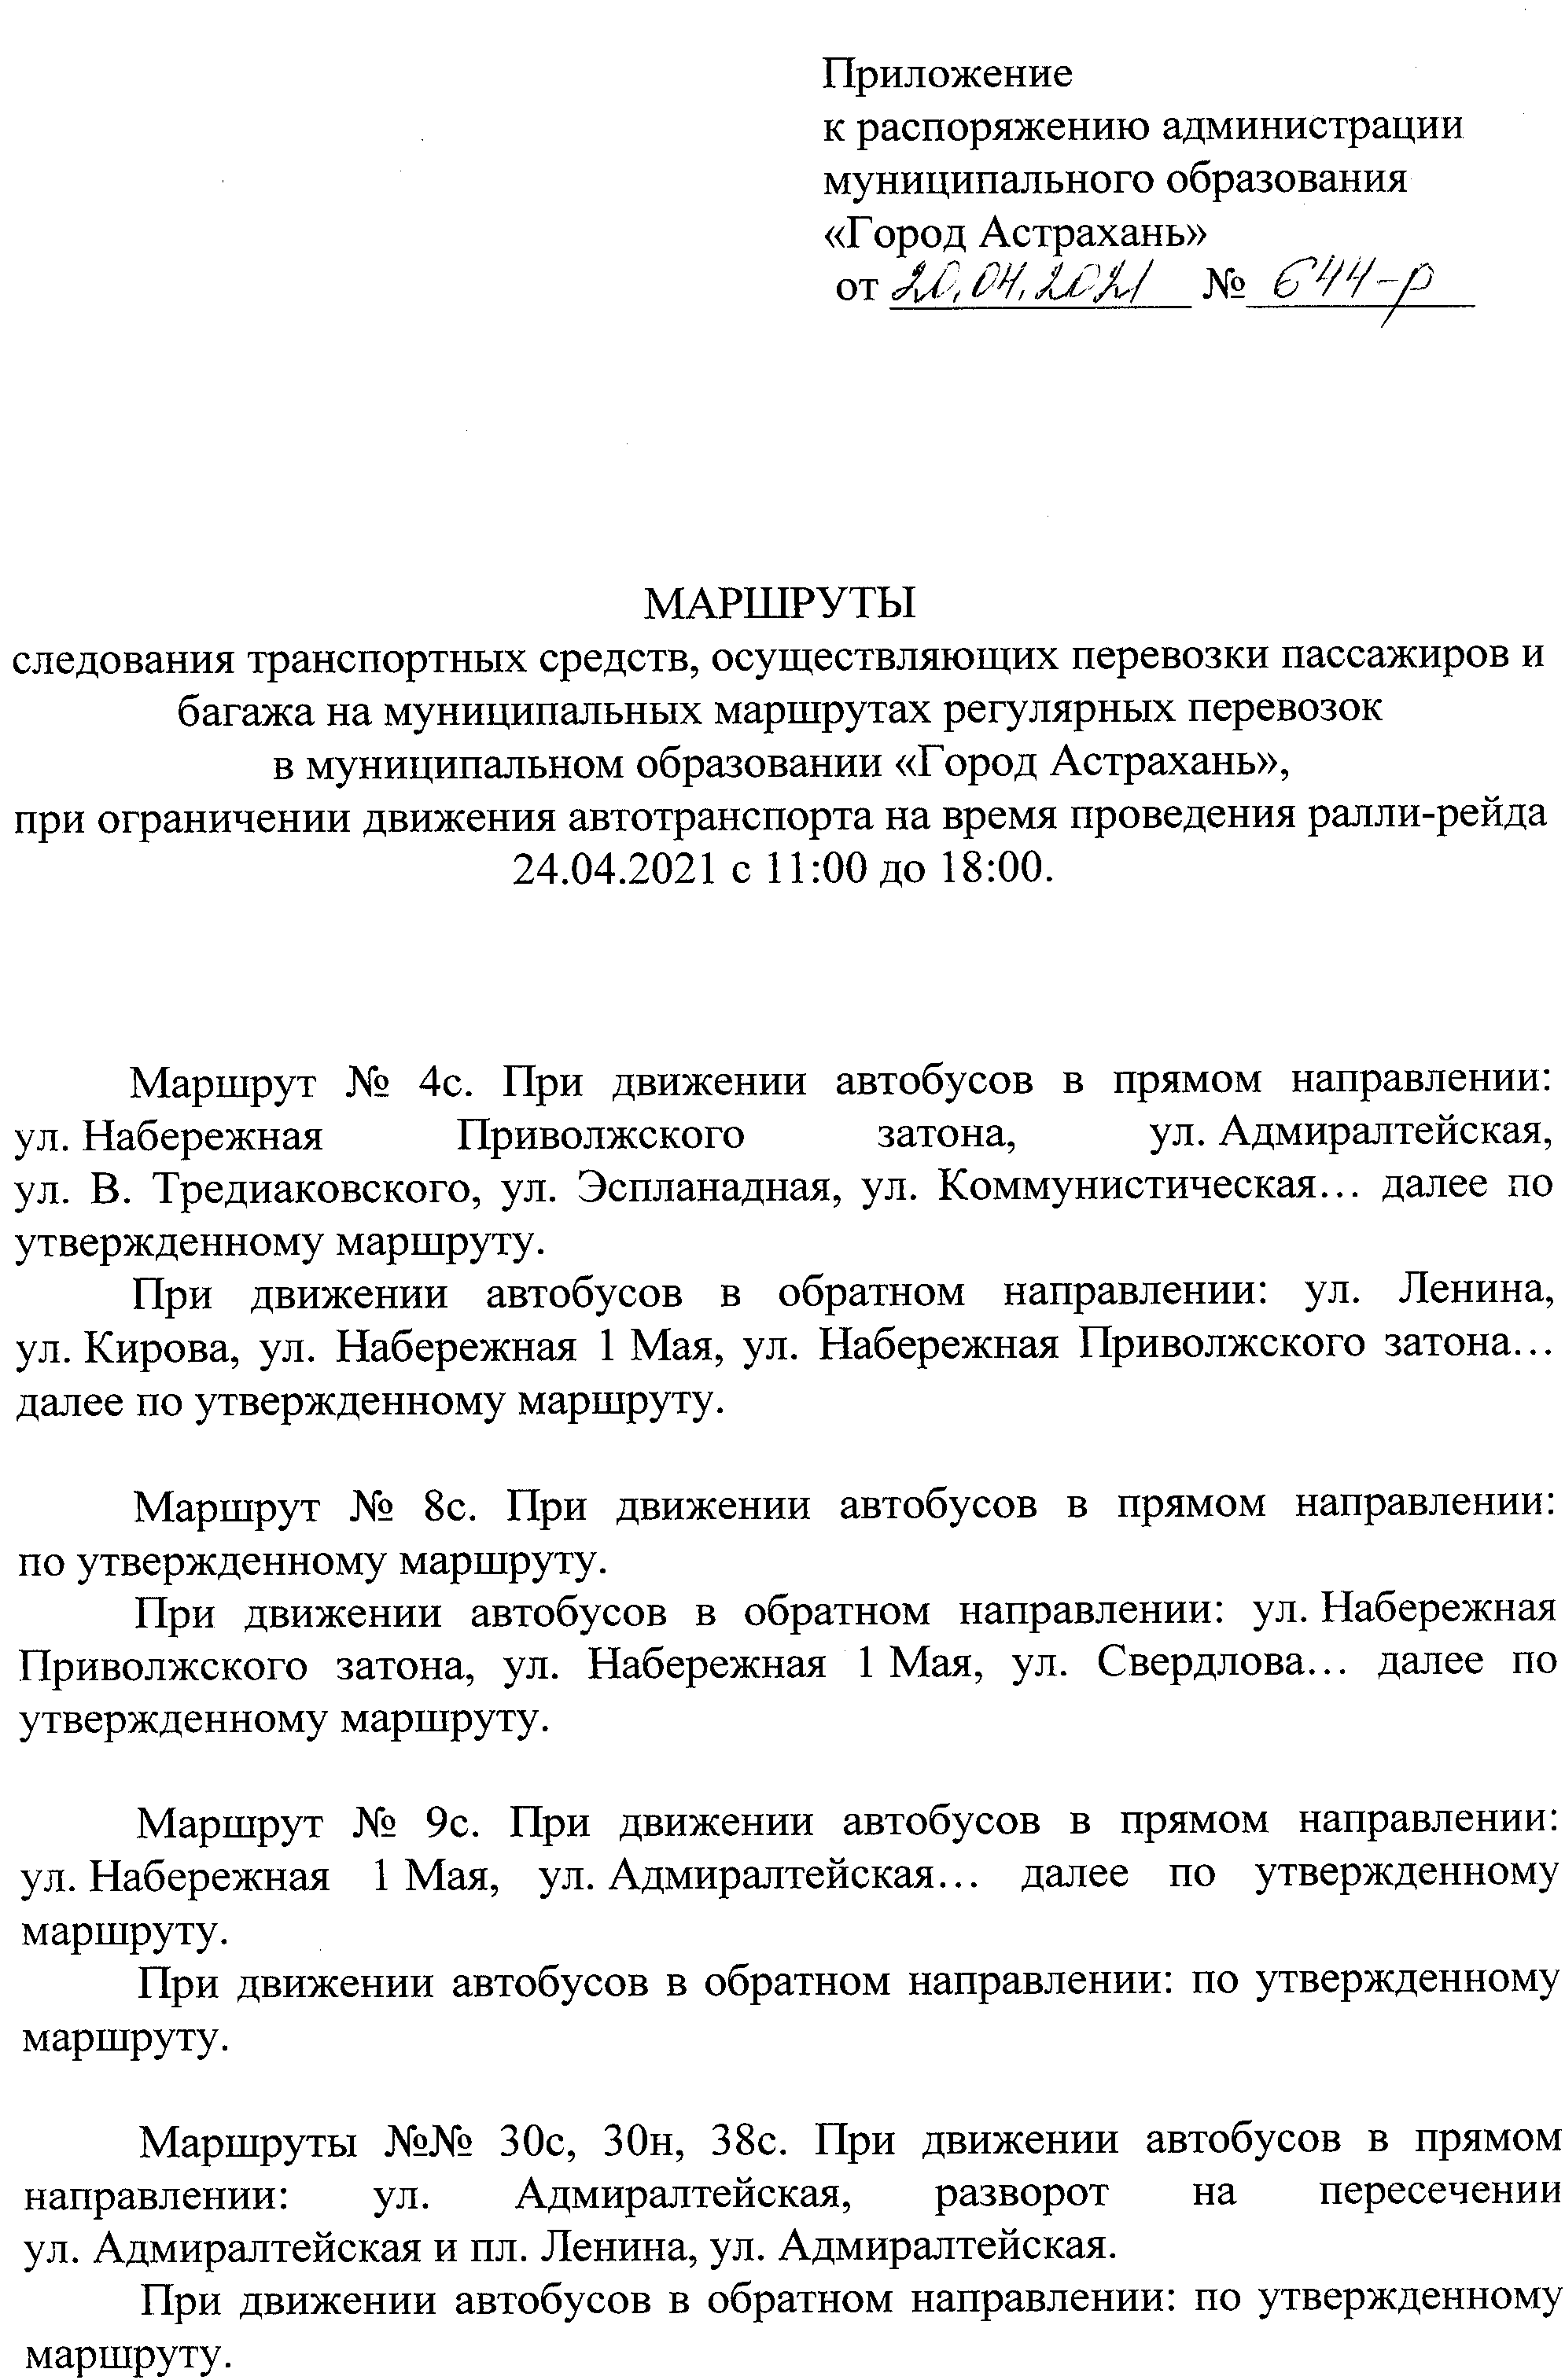 Приложение
к распоряжению администрации
муниципального образования
«Город Астрахань»
от 20.04.2021 № 644-р
МАРШРУТЫ
следования транспортных средств, осуществляющих перевозки пассажиров и
багажа на муниципальных маршрутах регулярных перевозок
в муниципальном образовании «Город Астрахань»,
при ограничении движения автотранспорта на время проведения ралли-рейда
24.04.2021 с 11:00 до 18:00.
Маршрут № 4с. При движении автобусов в прямом направлении:
ул. Набережная Приволжского затона, ул. Адмиралтейская,
ул. В. Тредиаковского, ул. Эспланадная, ул. Коммунистическая... далее по
утвержденному маршруту.
При движении автобусов в обратном направлении: ул. Ленина,
ул. Кирова, ул. Набережная 1 Мая, ул. Набережная Приволжского затона...
далее по утвержденному маршруту.
Маршрут № 8с. При движении автобусов в прямом направлении:
по утвержденному маршруту.
При движении автобусов в обратном направлении: ул. Набережная
Приволжского затона, ул. Набережная 1 Мая, ул. Свердлова... далее по
утвержденному маршруту.
Маршрут № 9с. При движении автобусов в прямом направлении:
ул. Набережная 1 Мая, ул. Адмиралтейская... далее по утвержденному
маршруту.
При движении автобусов в обратном направлении: по утвержденному
маршруту.
Маршруты №№ 30с, 30н, 38с. При движении автобусов в прямом
направлении: ул. Адмиралтейская, разворот на пересечении
ул. Адмиралтейская и пл. Ленина, ул. Адмиралтейская.
При движении автобусов в обратном направлении: по утвержденному
маршруту.